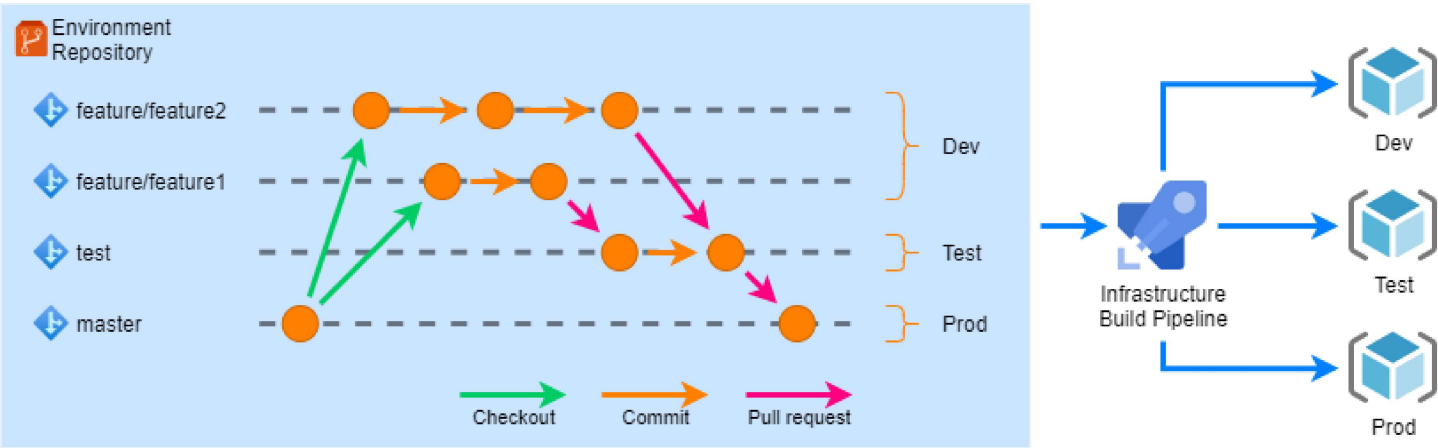 Environment
Repository
feature/feature2
feature/feature1
test
master
Dev
Test
Prod
Checkout
Commit
Pull request
Infrastructure
Build Pipeline
Dev
Test
Prod